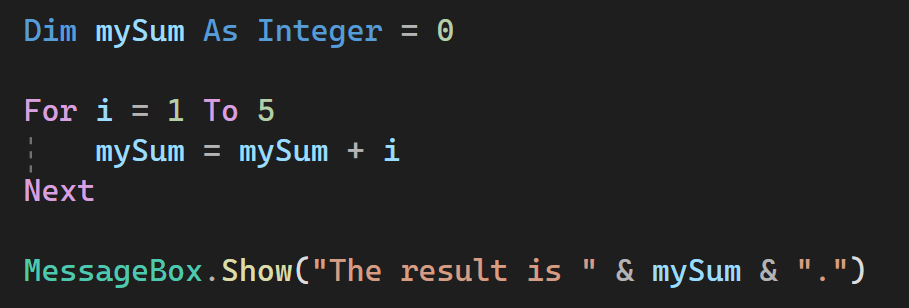 Dim mySum As Integer = 0
For i = 1 To 5
mySum = mySum + i
Next
MessageBox.Show("The result is " & mySum & ".")